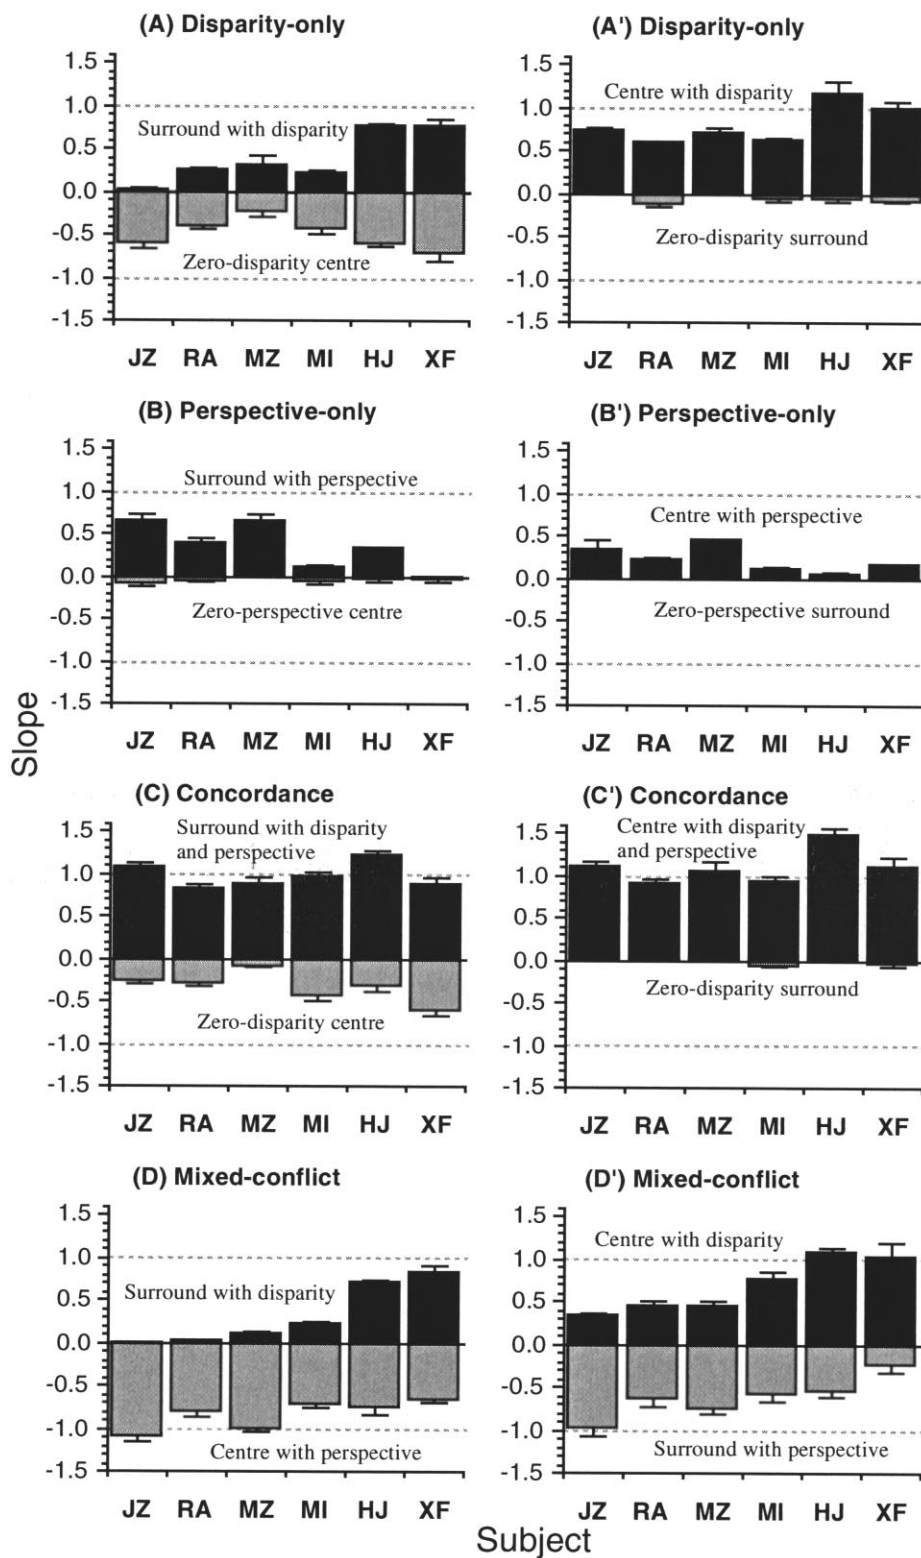 (A) Disparity-only
1.5
1.0
0.5
0.0
-0.5
-1.0
-1.5
Surround with disparity
Zero-disparity centre
JZ RA MZ MI HJ XF
(A') Disparity-only
1.5
1.0
0.5
0.0
-0.5
-1.0
-1.5
Centre with disparity
Zero-disparity surround
JZ RA MZ MI HJ XF
(B) Perspective-only
1.5
1.0
0.5
0.0
-0.5
-1.0
-1.5
Surround with perspective
Zero-perspective centre
JZ RA MZ MI HJ XF
(B') Perspective-only
1.5
1.0
0.5
0.0
-0.5
-1.0
-1.5
Centre with perspective
Zero-perspective surround
JZ RA MZ MI HJ XF
Slope
(C) Concordance
1.5
1.0
0.5
0.0
-0.5
-1.0
-1.5
Surround with disparity
and perspective
Zero-disparity centre
JZ RA MZ MI HJ XF
(C') Concordance
1.5
1.0
0.5
0.0
-0.5
-1.0
-1.5
Centre with disparity
and perspective
Zero-disparity surround
JZ RA MZ MI HJ XF
(D) Mixed-conflict
1.5
1.0
0.5
0.0
-0.5
-1.0
-1.5
Surround with disparity
Centre with perspective
JZ RA MZ MI HJ XF
(D') Mixed-conflict
1.5
1.0
0.5
0.0
-0.5
-1.0
-1.5
Centre with disparity
Surround with perspective
JZ RA MZ MI HJ XF
Subject